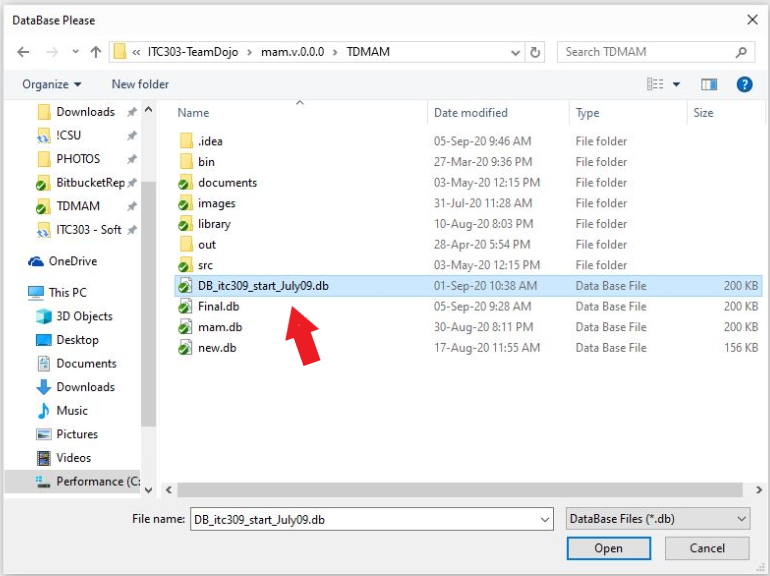 DataBase Please
« ITC303-TeamDojo › mam.v.0.0.0 › TDMAM
Search TDMAM
Organize
New folder
?
Downloads
!CSU
PHOTOS
BitbucketRep
TDMAM
ITC303 - Soft
OneDrive
This PC
3D Objects
Desktop
Documents
Downloads
Music
Pictures
Videos
Performance (C:
Name Date modified Type Size
.idea 05-Sep-20 9:46 AM File folder
bin 27-Mar-20 9:36 PM File folder
documents 03-May-20 12:15 PM File folder
images 31-Jul-20 11:28 AM File folder
library 10-Aug-20 8:03 PM File folder
out 28-Apr-20 5:54 PM File folder
src 03-May-20 12:15 PM File folder
DB_itc309_start_July09.db 01-Sep-20 10:38 AM Data Base File 200 KB
Final.db 05-Sep-20 9:28 AM Data Base File 200 KB
mam.db 30-Aug-20 8:11 PM Data Base File 200 KB
new.db 17-Aug-20 11:55 AM Data Base File 156 KB
File name: DB_itc309_start_July09.db
DataBase Files (*.db)
Open
Cancel